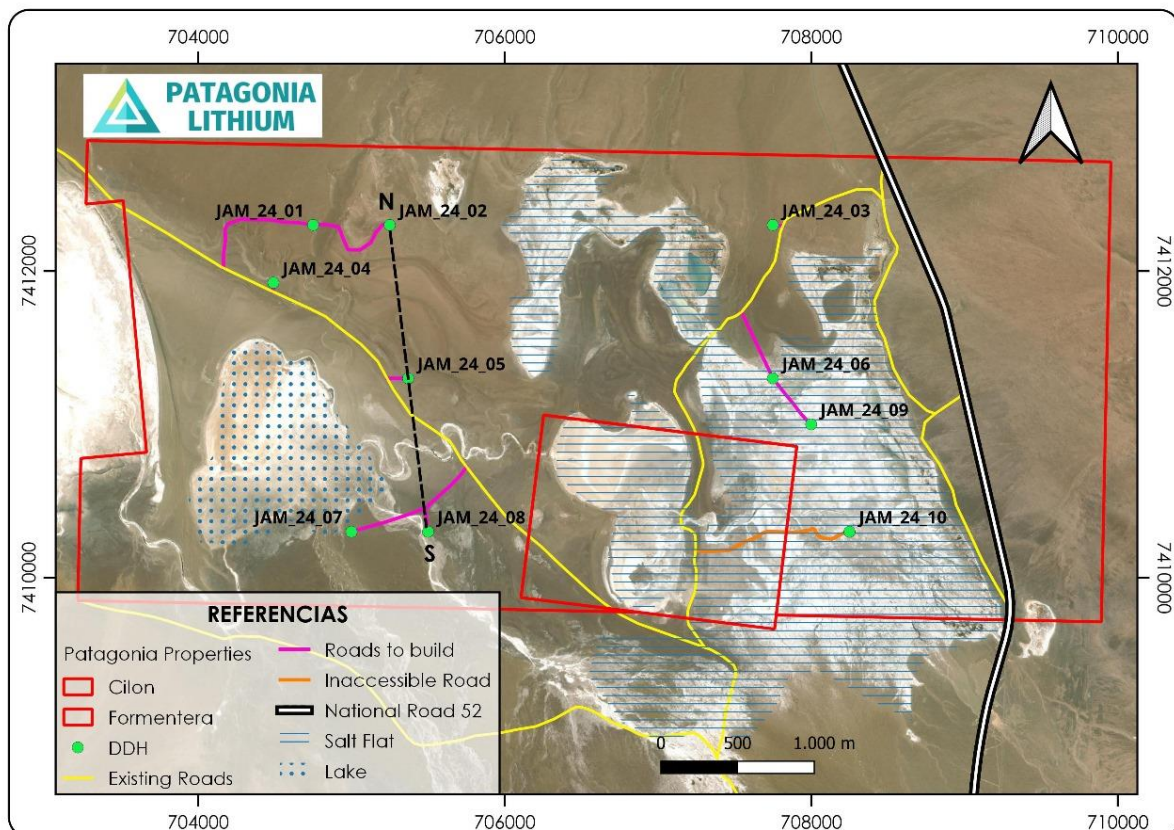 704000 706000 708000 710000
PATAGONIA
LITHIUM
N
JAM_24_01
JAM_24_02
JAM_24_03
JAM_24_04
7412000
7412000
JAM_24_05
JAM_24_06
JAM_24_09
JAM_24_07
JAM_24_08
JAM_24_10
S
7410000
7410000
REFERENCIAS
Patagonia Properties
Cilon
Formentera
DDH
Existing Roads
Roads to build
Inaccessible Road
National Road 52
Salt Flat
Lake
0 500 1.000 m
704000 706000 708000 710000